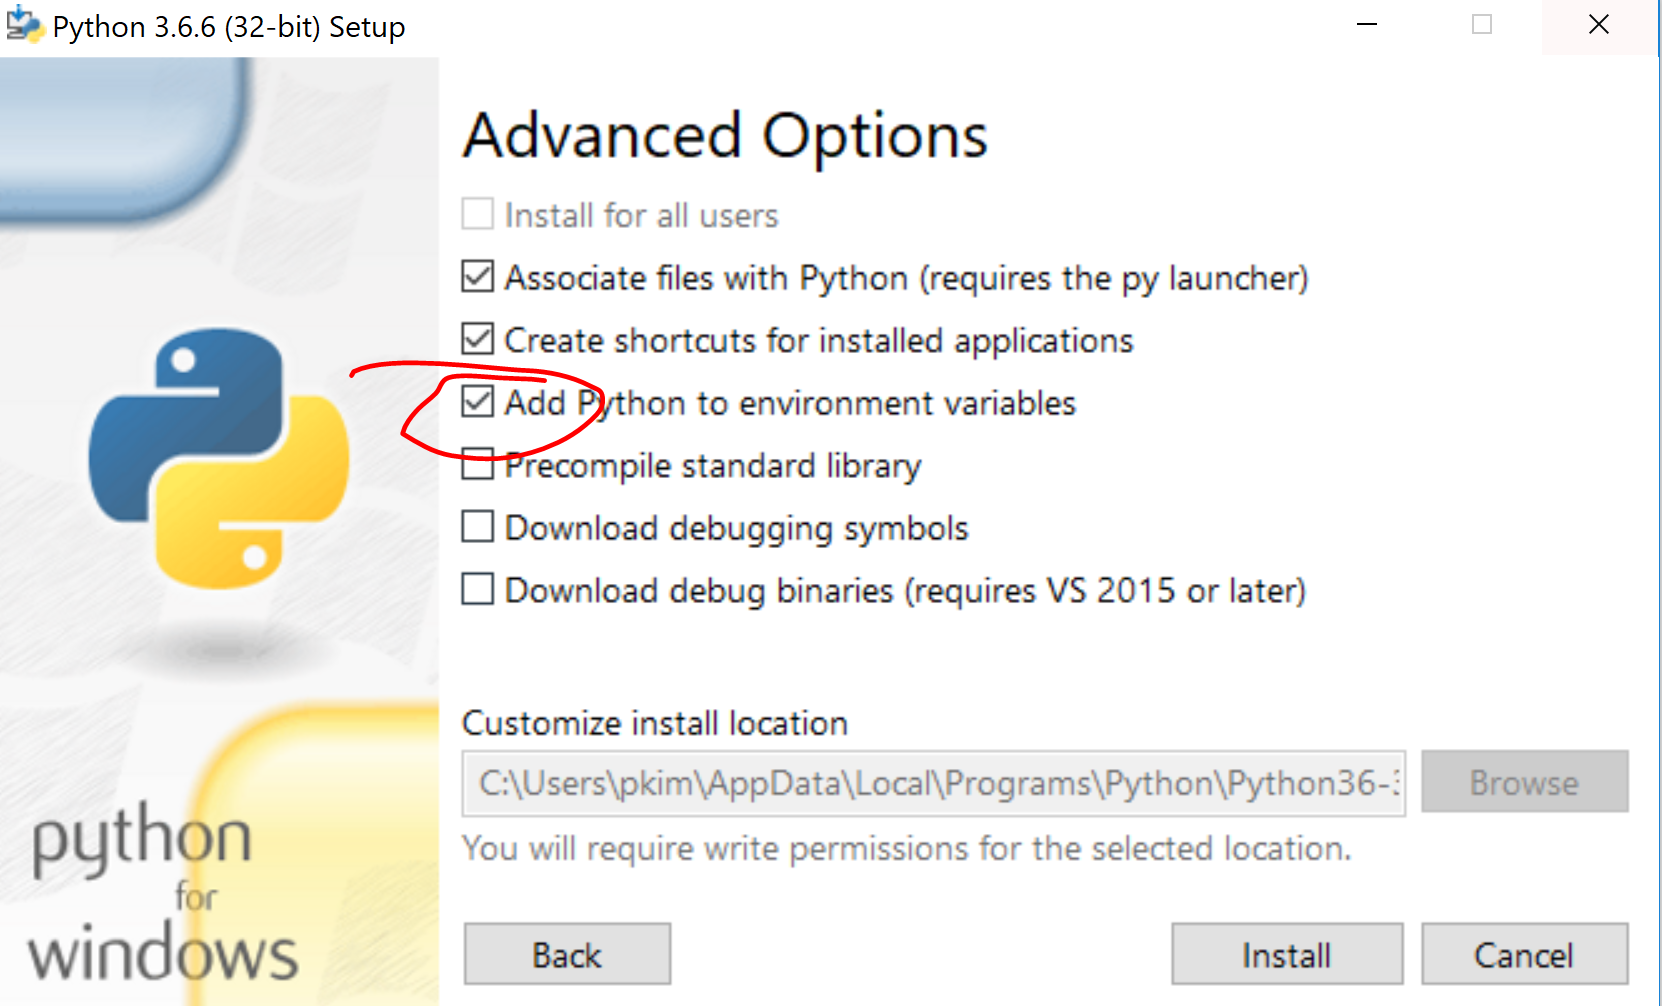 Python 3.6.6 (32-bit) Setup
Advanced Options
Install for all users
Associate files with Python (requires the py launcher)
Create shortcuts for installed applications
Add Python to environment variables
Precompile standard library
Download debugging symbols
Download debug binaries (requires VS 2015 or later)
Customize install location
C:\Users\pkim\AppData\Local\Programs\Python\Python36-3
Browse
You will require write permissions for the selected location.
python
for
windows
Back
Install
Cancel